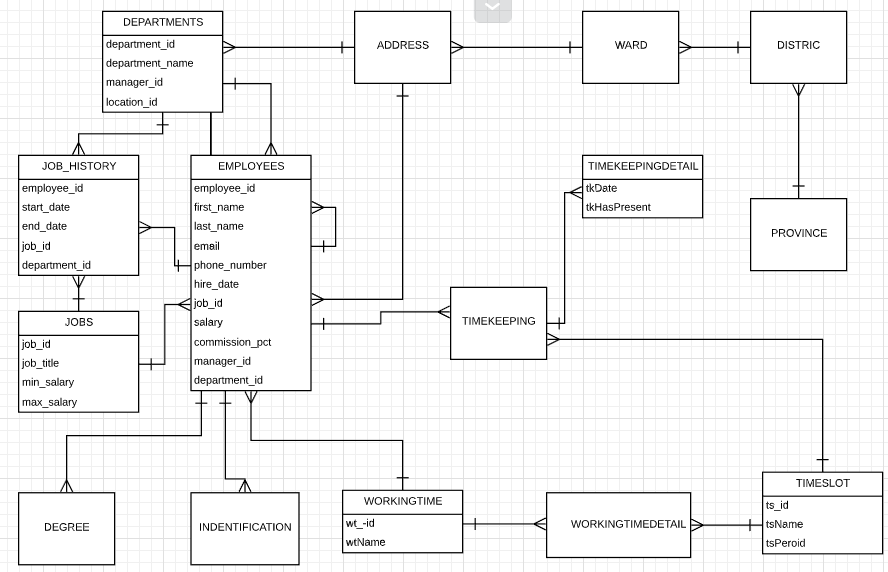 DEPARTMENTS
department_id
department_name
manager_id
location_id
ADDRESS
WARD
DISTRIC
JOB_HISTORY
employee_id
start_date
end_date
job_id
department_id
EMPLOYEES
employee_id
first_name
last_name
email
phone_number
hire_date
job_id
salary
commission_pct
manager_id
department_id
TIMEKEEPINGDETAIL
tkDate
tkHasPresent
PROVINCE
JOBS
job_id
job_title
min_salary
max_salary
TIMEKEEPING
DEGREE
INDENTIFICATION
WORKINGTIME
wt_-id
wtName
WORKINGTIMEDETAIL
TIMESLOT
ts_id
tsName
tsPeroid